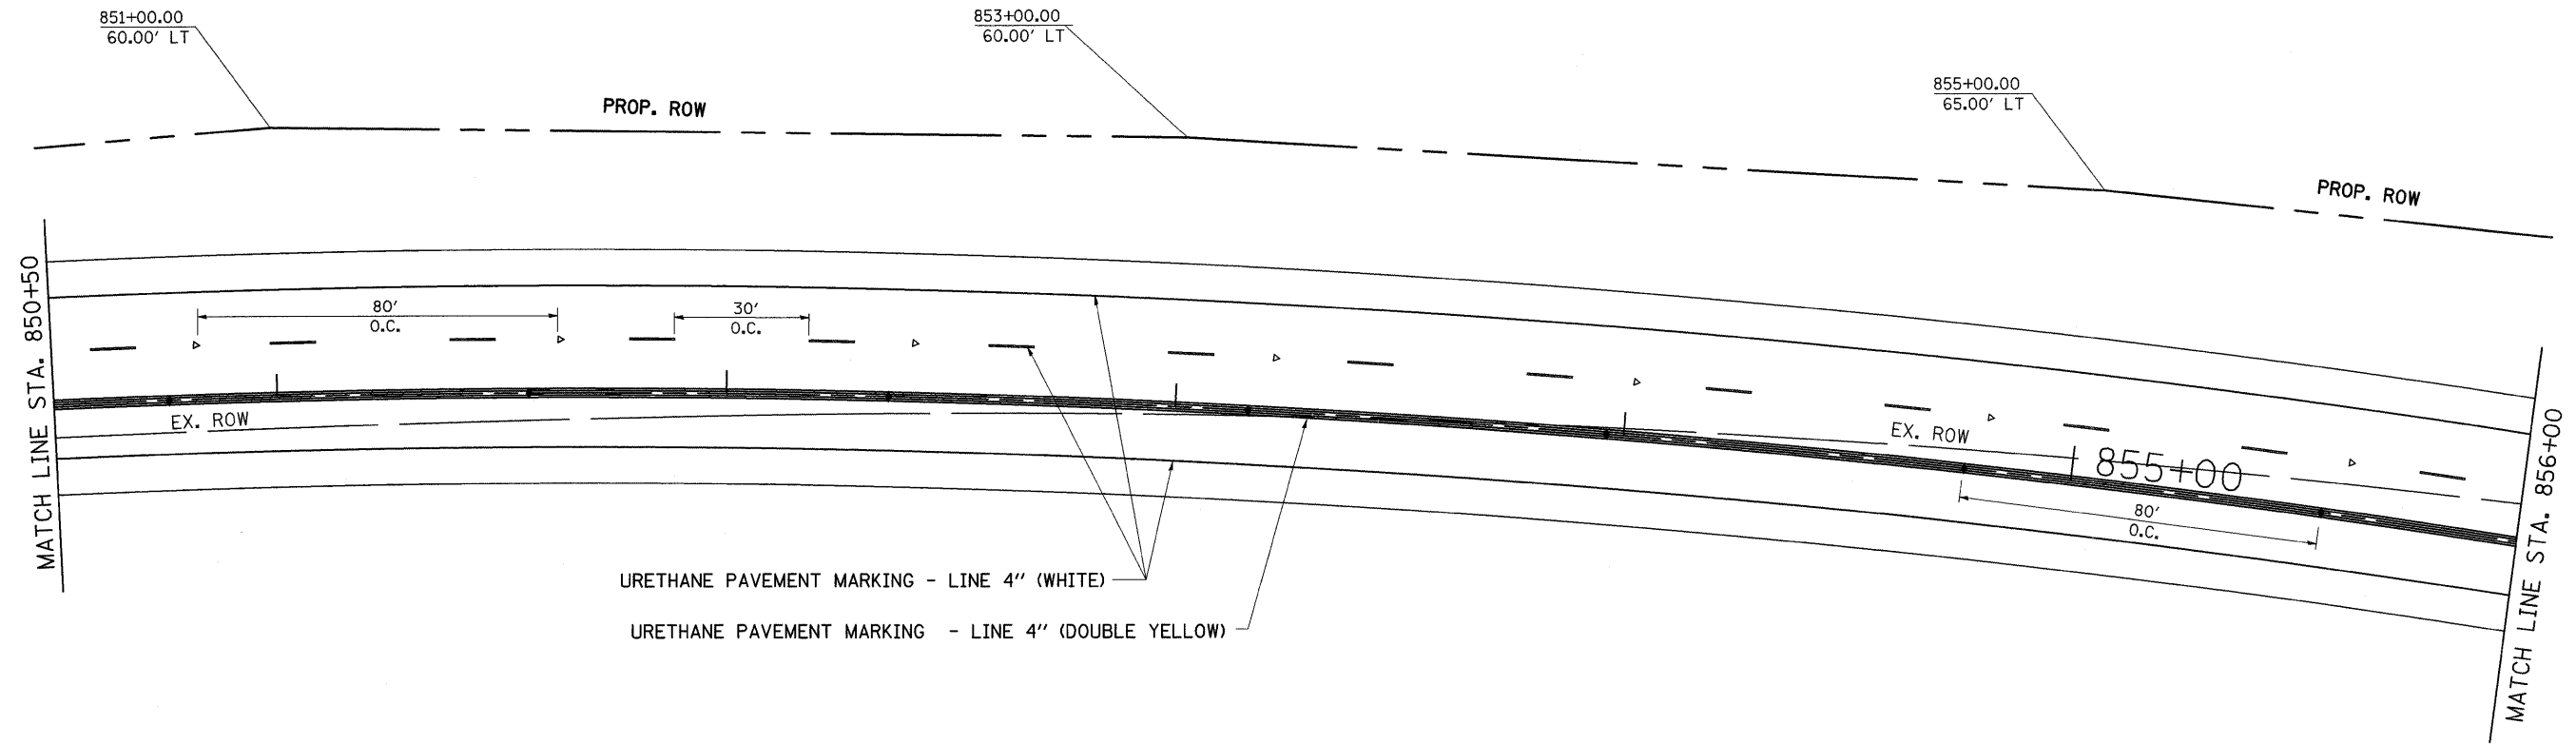 851+00.00
60.00' LT
853+00.00
60.00' LT
855+00.00
65.00' LT
PROP. ROW
PROP. ROW
MATCH LINE STA. 850+50
80'
O.C.
30'
O.C.
EX. ROW
EX. ROW
855+00
80'
O.C.
MATCH LINE STA. 856+00
URETHANE PAVEMENT MARKING - LINE 4" (WHITE)
URETHANE PAVEMENT MARKING - LINE 4" (DOUBLE YELLOW)